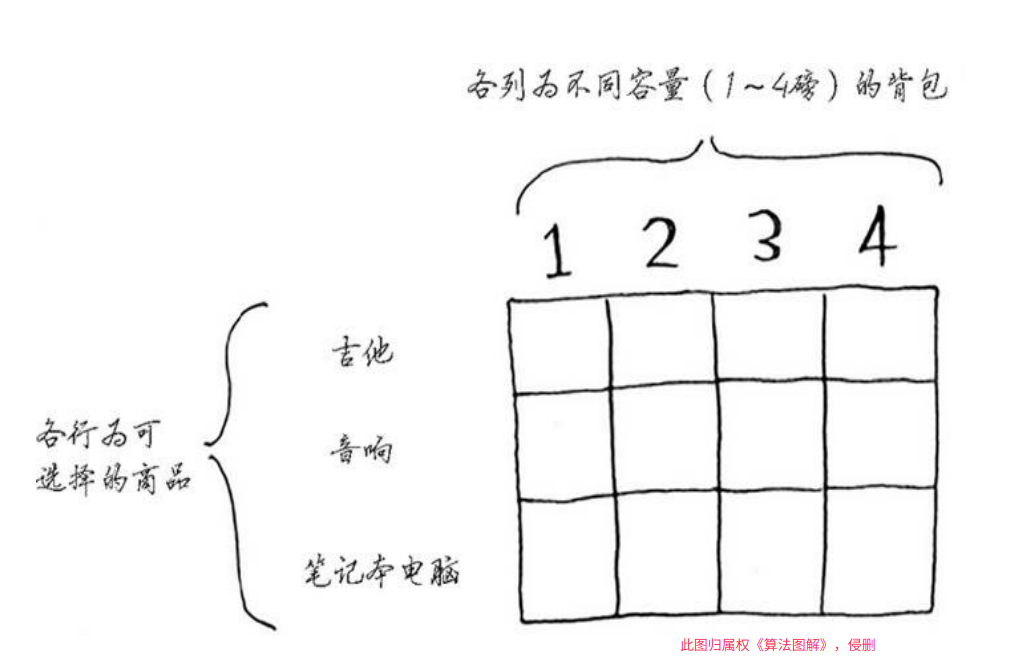 各列为不同容量(1~4磅)的背包
1 2 3 4
吉他
音响
各行为可
选择的商品
笔记本电脑
此图归属权《算法图解》，侵删